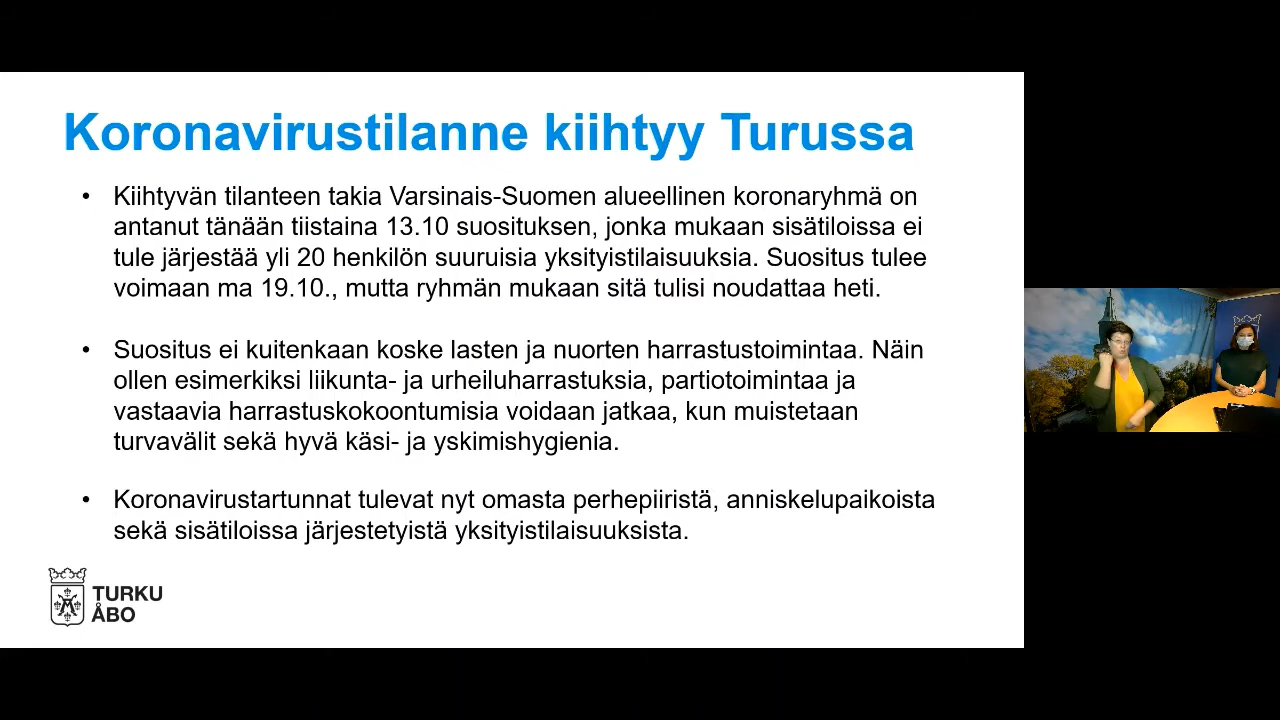 Koronavirustilanne kiihtyy Turussa
• Kiihtyvän tilanteen takia Varsinais-Suomen alueellinen koronaryhmä on
antanut tänään tiistaina 13.10 suosituksen, jonka mukaan sisätiloissa ei
tule järjestää yli 20 henkilön suuruisia yksityistilaisuuksia. Suositus tulee
voimaan ma 19.10., mutta ryhmän mukaan sitä tulisi noudattaa heti.
• Suositus ei kuitenkaan koske lasten ja nuorten harrastustoimintaa. Näin
ollen esimerkiksi liikunta- ja urheiluharrastuksia, partiotoimintaa ja
vastaavia harrastuskokoontumisia voidaan jatkaa, kun muistetaan
turvavälit sekä hyvä käsi- ja yskimishygienia.
• Koronavirustartunnat tulevat nyt omasta perhepiiristä, anniskelupaikoista
sekä sisätiloissa järjestetyistä yksityistilaisuuksista.
TURKU
ÅBO